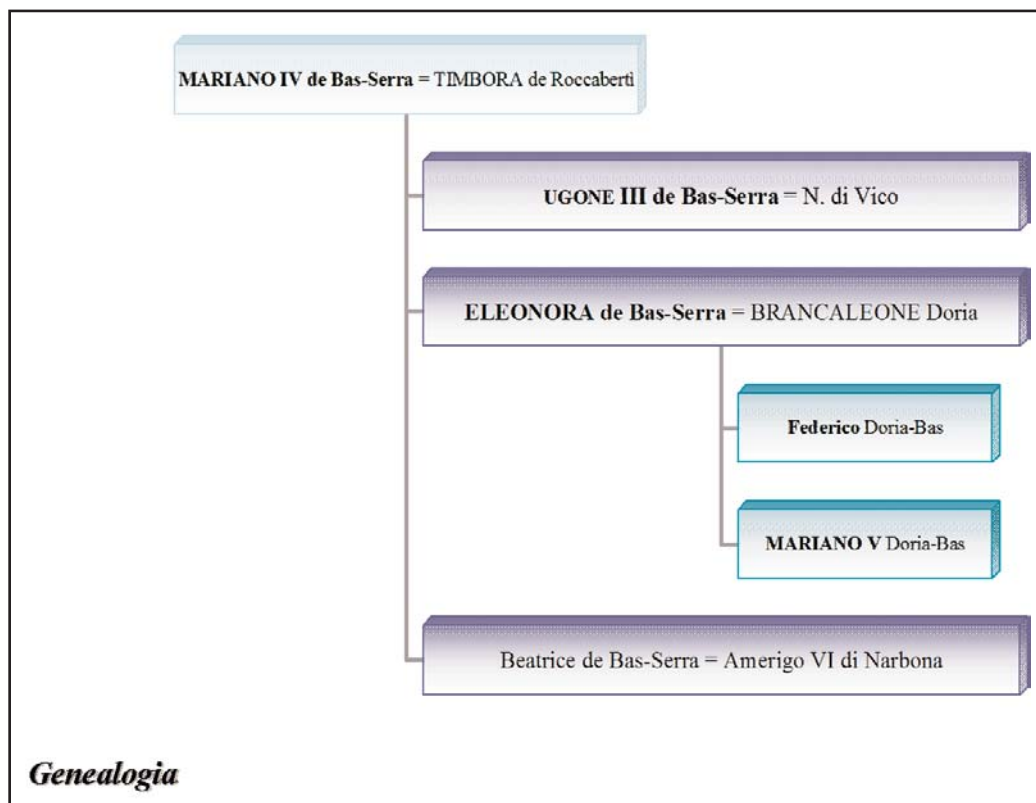 MARIANO IV de Bas-Serra = TIMBORA de Roccabertì
UGONE III de Bas-Serra = N. di Vico
ELEONORA de Bas-Serra = BRANCALEONE Doria
Federico Doria-Bas
MARIANO V Doria-Bas
Beatrice de Bas-Serra = Amerigo VI di Narbona
Genealogia